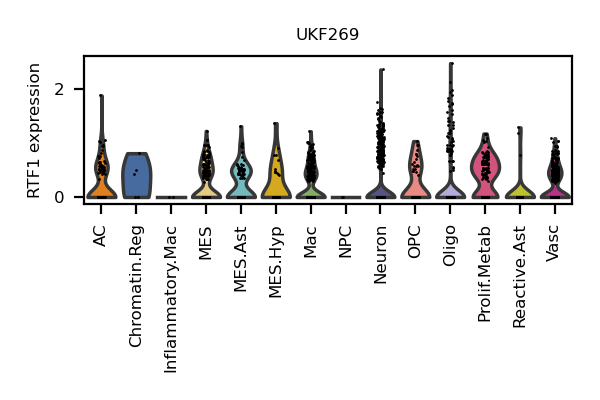 UKF269
RTF1 expression
2
0
AC
Chromatin.Reg
Inflammatory.Mac
MES
MES.Ast
MES.Hyp
Mac
NPC
Neuron
OPC
Oligo
Prolif.Metab
Reactive.Ast
Vasc